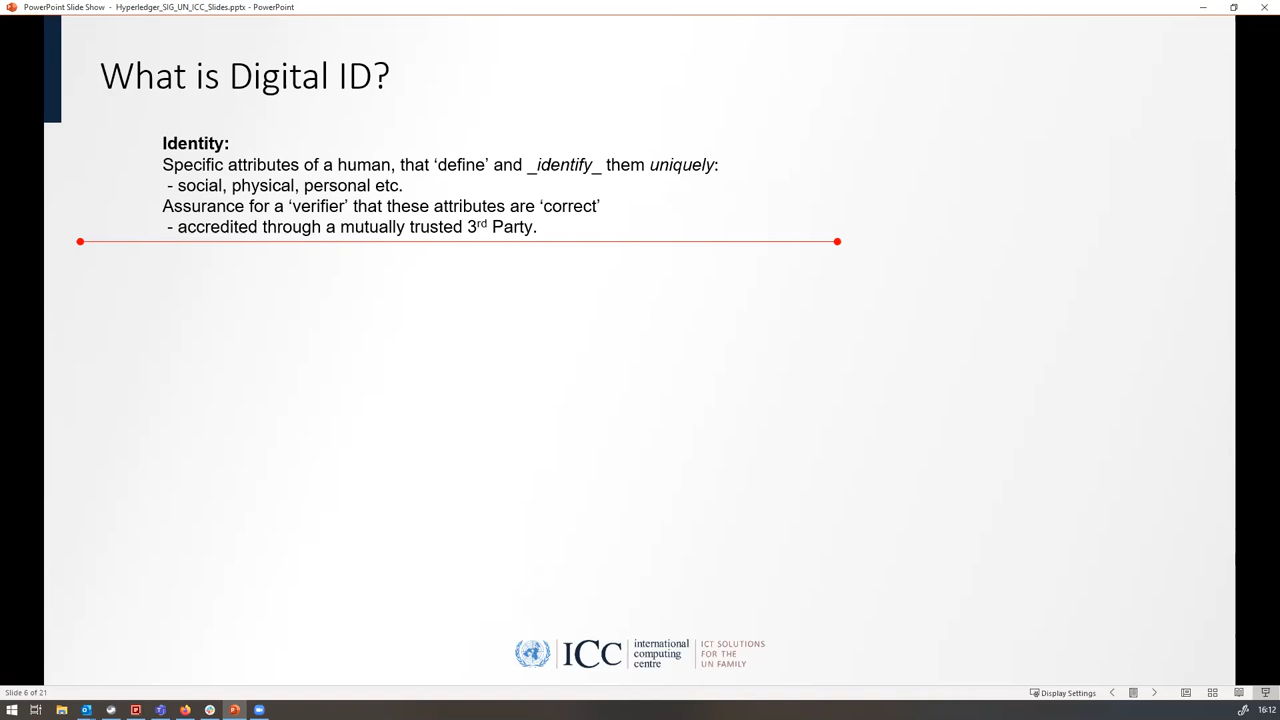 PowerPoint Slide Show - Hyperledger_SIG_UN_ICC_Slides.pptx - PowerPoint
What is Digital ID?
Identity:
Specific attributes of a human, that ‘define’ and _identify_ them uniquely:
- social, physical, personal etc.
Assurance for a ‘verifier’ that these attributes are ‘correct’
- accredited through a mutually trusted 3rd Party.
ICC
international
computing
centre
ICT SOLUTIONS
FOR THE
UN FAMILY
Slide 6 of 21
Display Settings
16:12